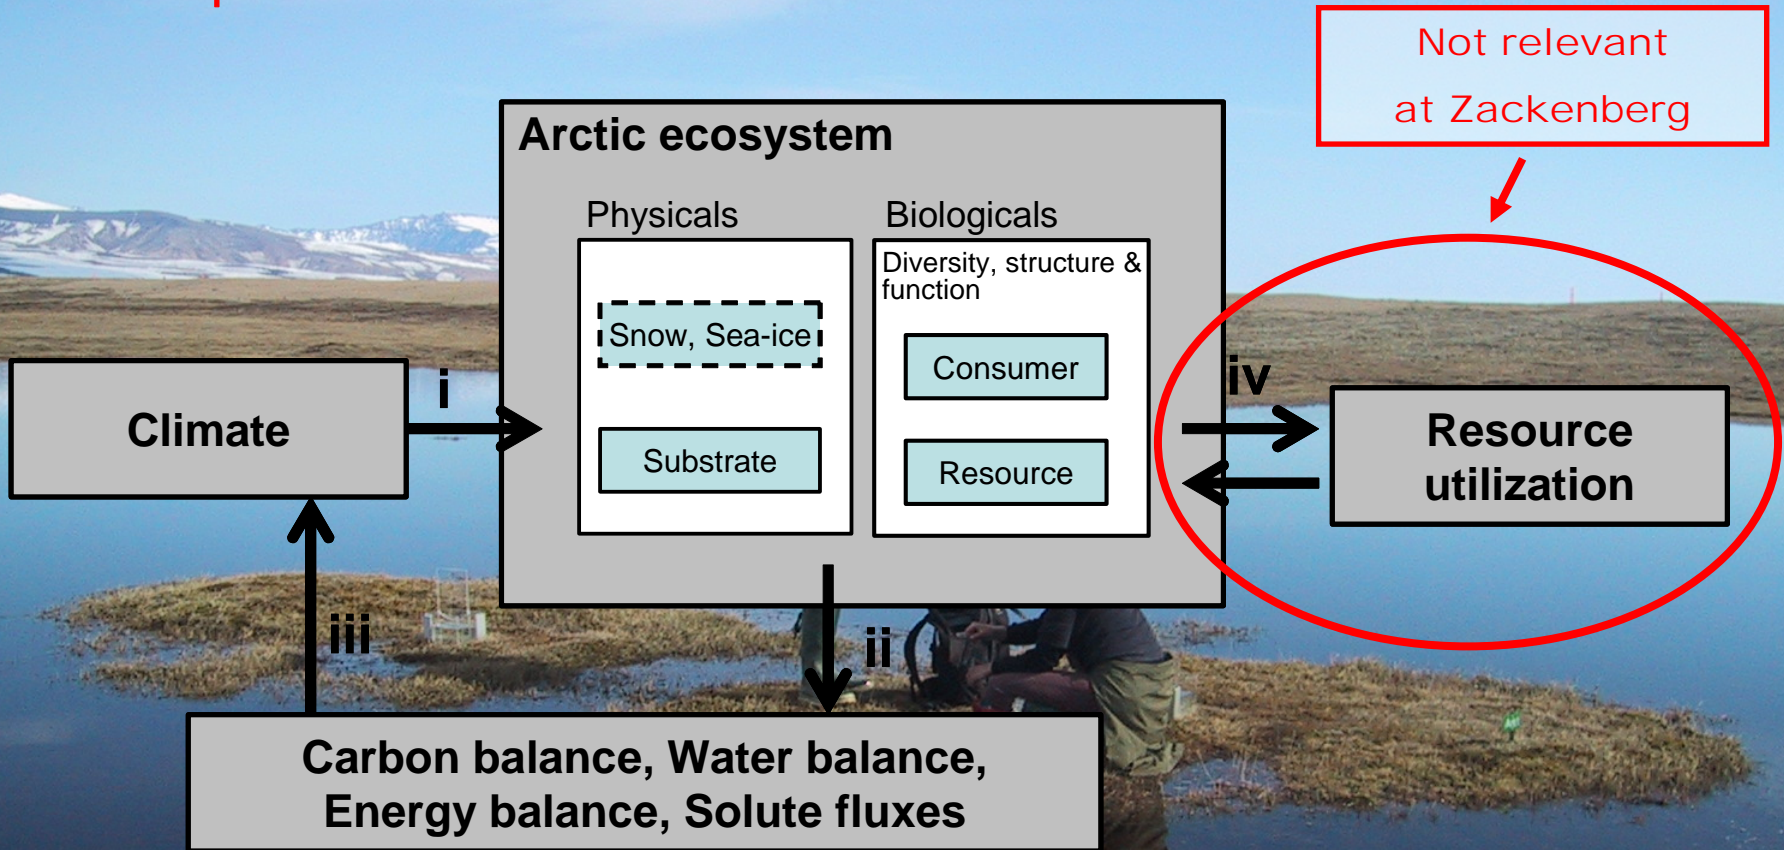 Not relevant
at Zackenberg
Arctic ecosystem
Physicals
Biologicals
Diversity, structure &
function
Snow, Sea-ice
Consumer
Substrate
Resource
Climate
i
iv
Resource
utilization
iii
ii
Carbon balance, Water balance,
Energy balance, Solute fluxes